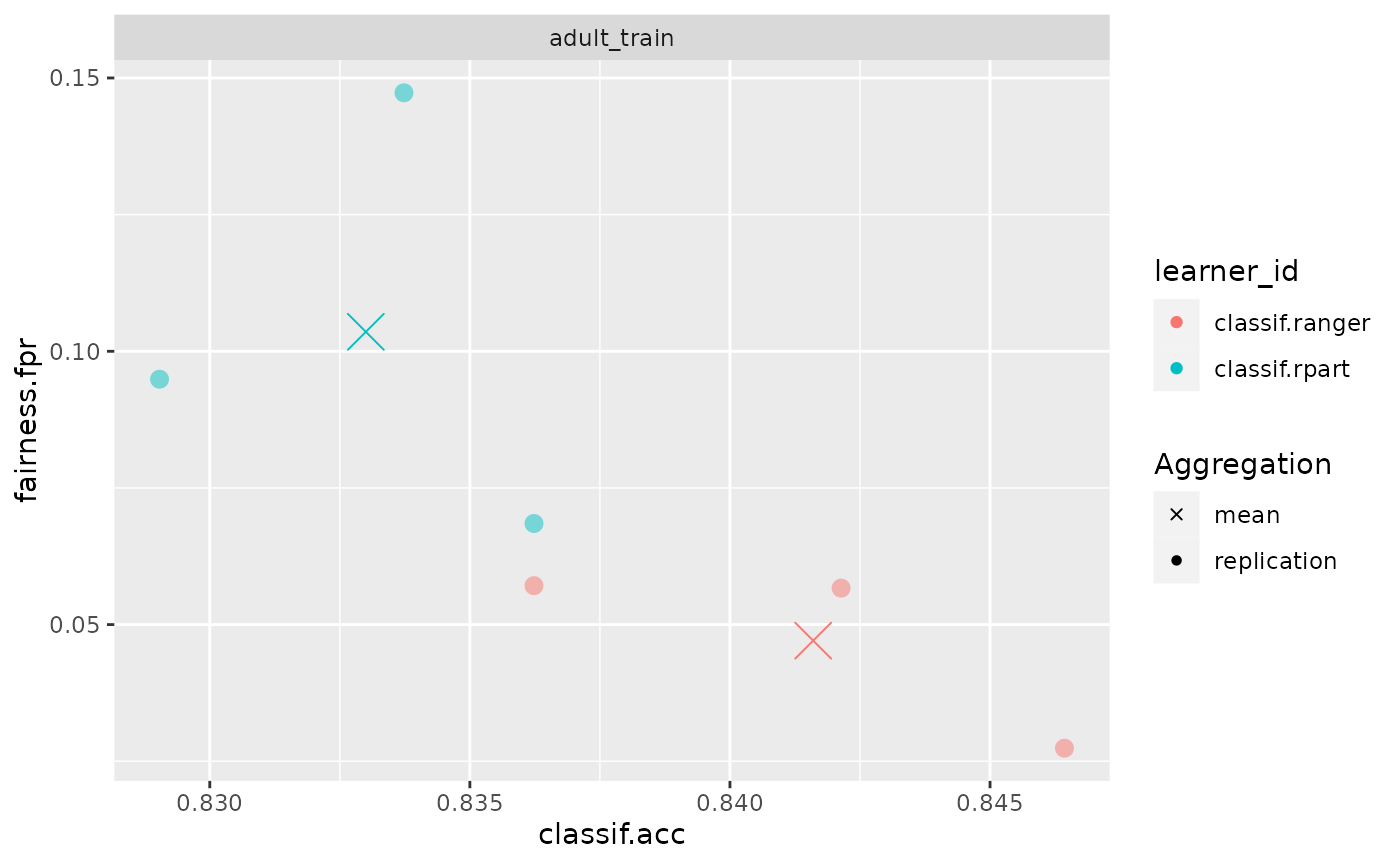 adult_train
fairness.fpr
0.15
0.10
0.05
0.830
0.835
0.840
0.845
classif.acc
learner_id
classif.ranger
classif.rpart
Aggregation
mean
replication